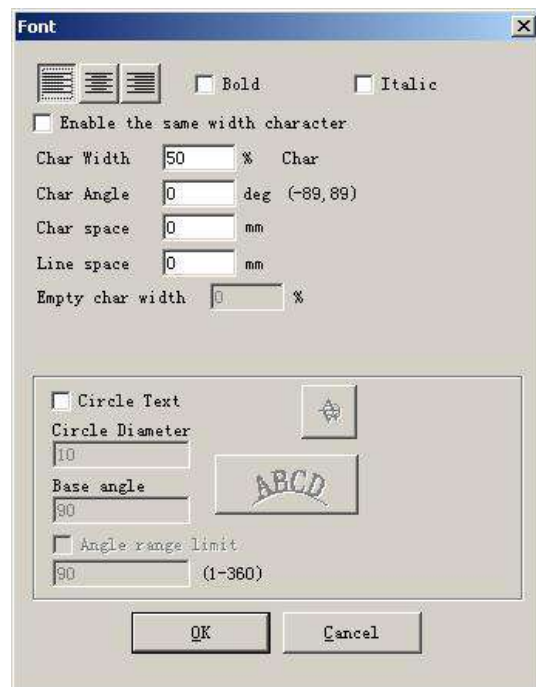 Font
Bold Italic
Enable the same width character
Char Width 50 % Char
Char Angle 0 deg (-89,89)
Char space 0 mm
Line space 0 mm
Empty char width 0 %
Circle Text
Circle Diameter
10
Base angle
90
ABCD
Angle range limit
90 (1-360)
OK Cancel